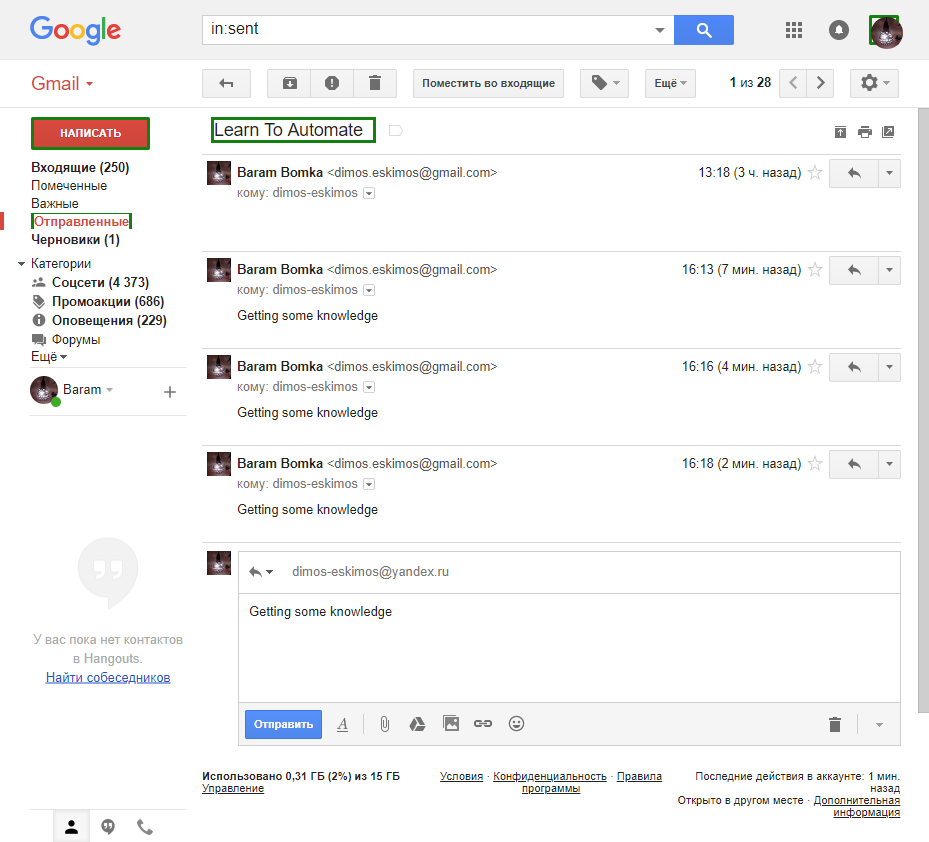 Google
in:sent
Gmail
Поместить во входящие
Ещё
1 из 28
НАПИСАТЬ
Входящие (250)
Помеченные
Важные
Отправленные
Черновики (1)
Категории
Соцсети (4 373)
Промоакции (686)
Оповещения (229)
Форумы
Ещё
Baram
У вас пока нет контактов
в Hangouts.
Найти собеседников
Learn To Automate
Baram Bomka <dimos.eskimos@gmail.com> 13:18 (3 ч. назад)
кому: dimos-eskimos
Baram Bomka <dimos.eskimos@gmail.com> 16:13 (7 мин. назад)
кому: dimos-eskimos
Getting some knowledge
Baram Bomka <dimos.eskimos@gmail.com> 16:16 (4 мин. назад)
кому: dimos-eskimos
Getting some knowledge
Baram Bomka <dimos.eskimos@gmail.com> 16:18 (2 мин. назад)
кому: dimos-eskimos
Getting some knowledge
dimos-eskimos@yandex.ru
Getting some knowledge
Отправить
A
Использовано 0,31 ГБ (2%) из 15 ГБ
Управление
Условия · Конфиденциальность · Правила
программы
Последние действия в аккаунте: 1 мин.
назад
Открыто в другом месте · Дополнительная
информация